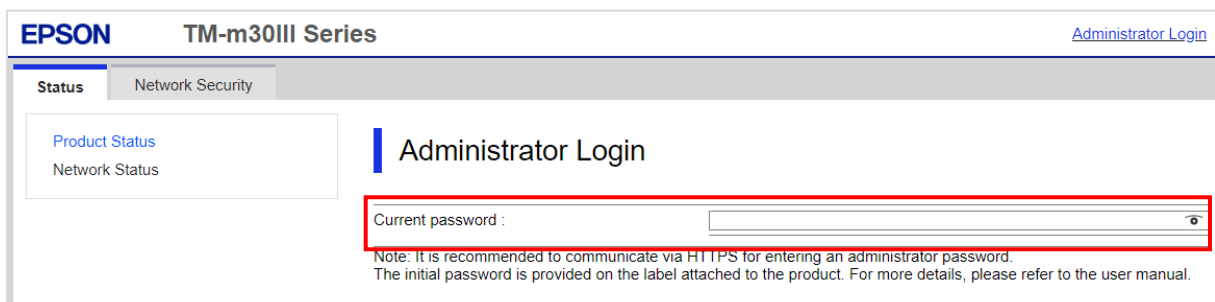 EPSON TM-m30III Series Administrator Login
Status Network Security
Product Status
Network Status
Administrator Login
Current password :
Note: It is recommended to communicate via HTTPS for entering an administrator password.
The initial password is provided on the label attached to the product. For more details, please refer to the user manual.